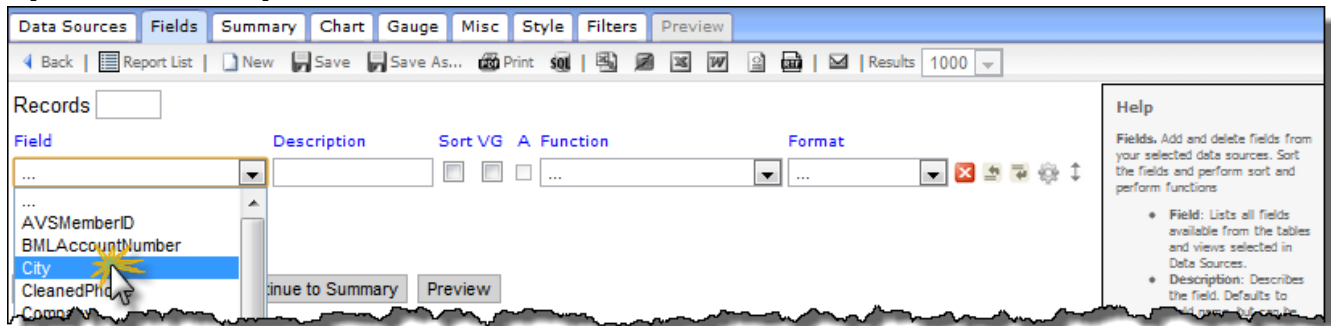 Data Sources Fields Summary Chart Gauge Misc Style Filters Preview
Back | Report List | New Save Save As... Print SQL | | Results 1000
Records
Field Description Sort VG A Function Format
... ... ...
...
AVSMemberID
BMLAccountNumber
City
CleanedPho
tinue to Summary Preview
Help
Fields. Add and delete fields from
your selected data sources. Sort
the fields and perform sort and
perform functions
• Field: Lists all fields
available from the tables
and views selected in
Data Sources.
• Description: Describes
the field. Defaults to